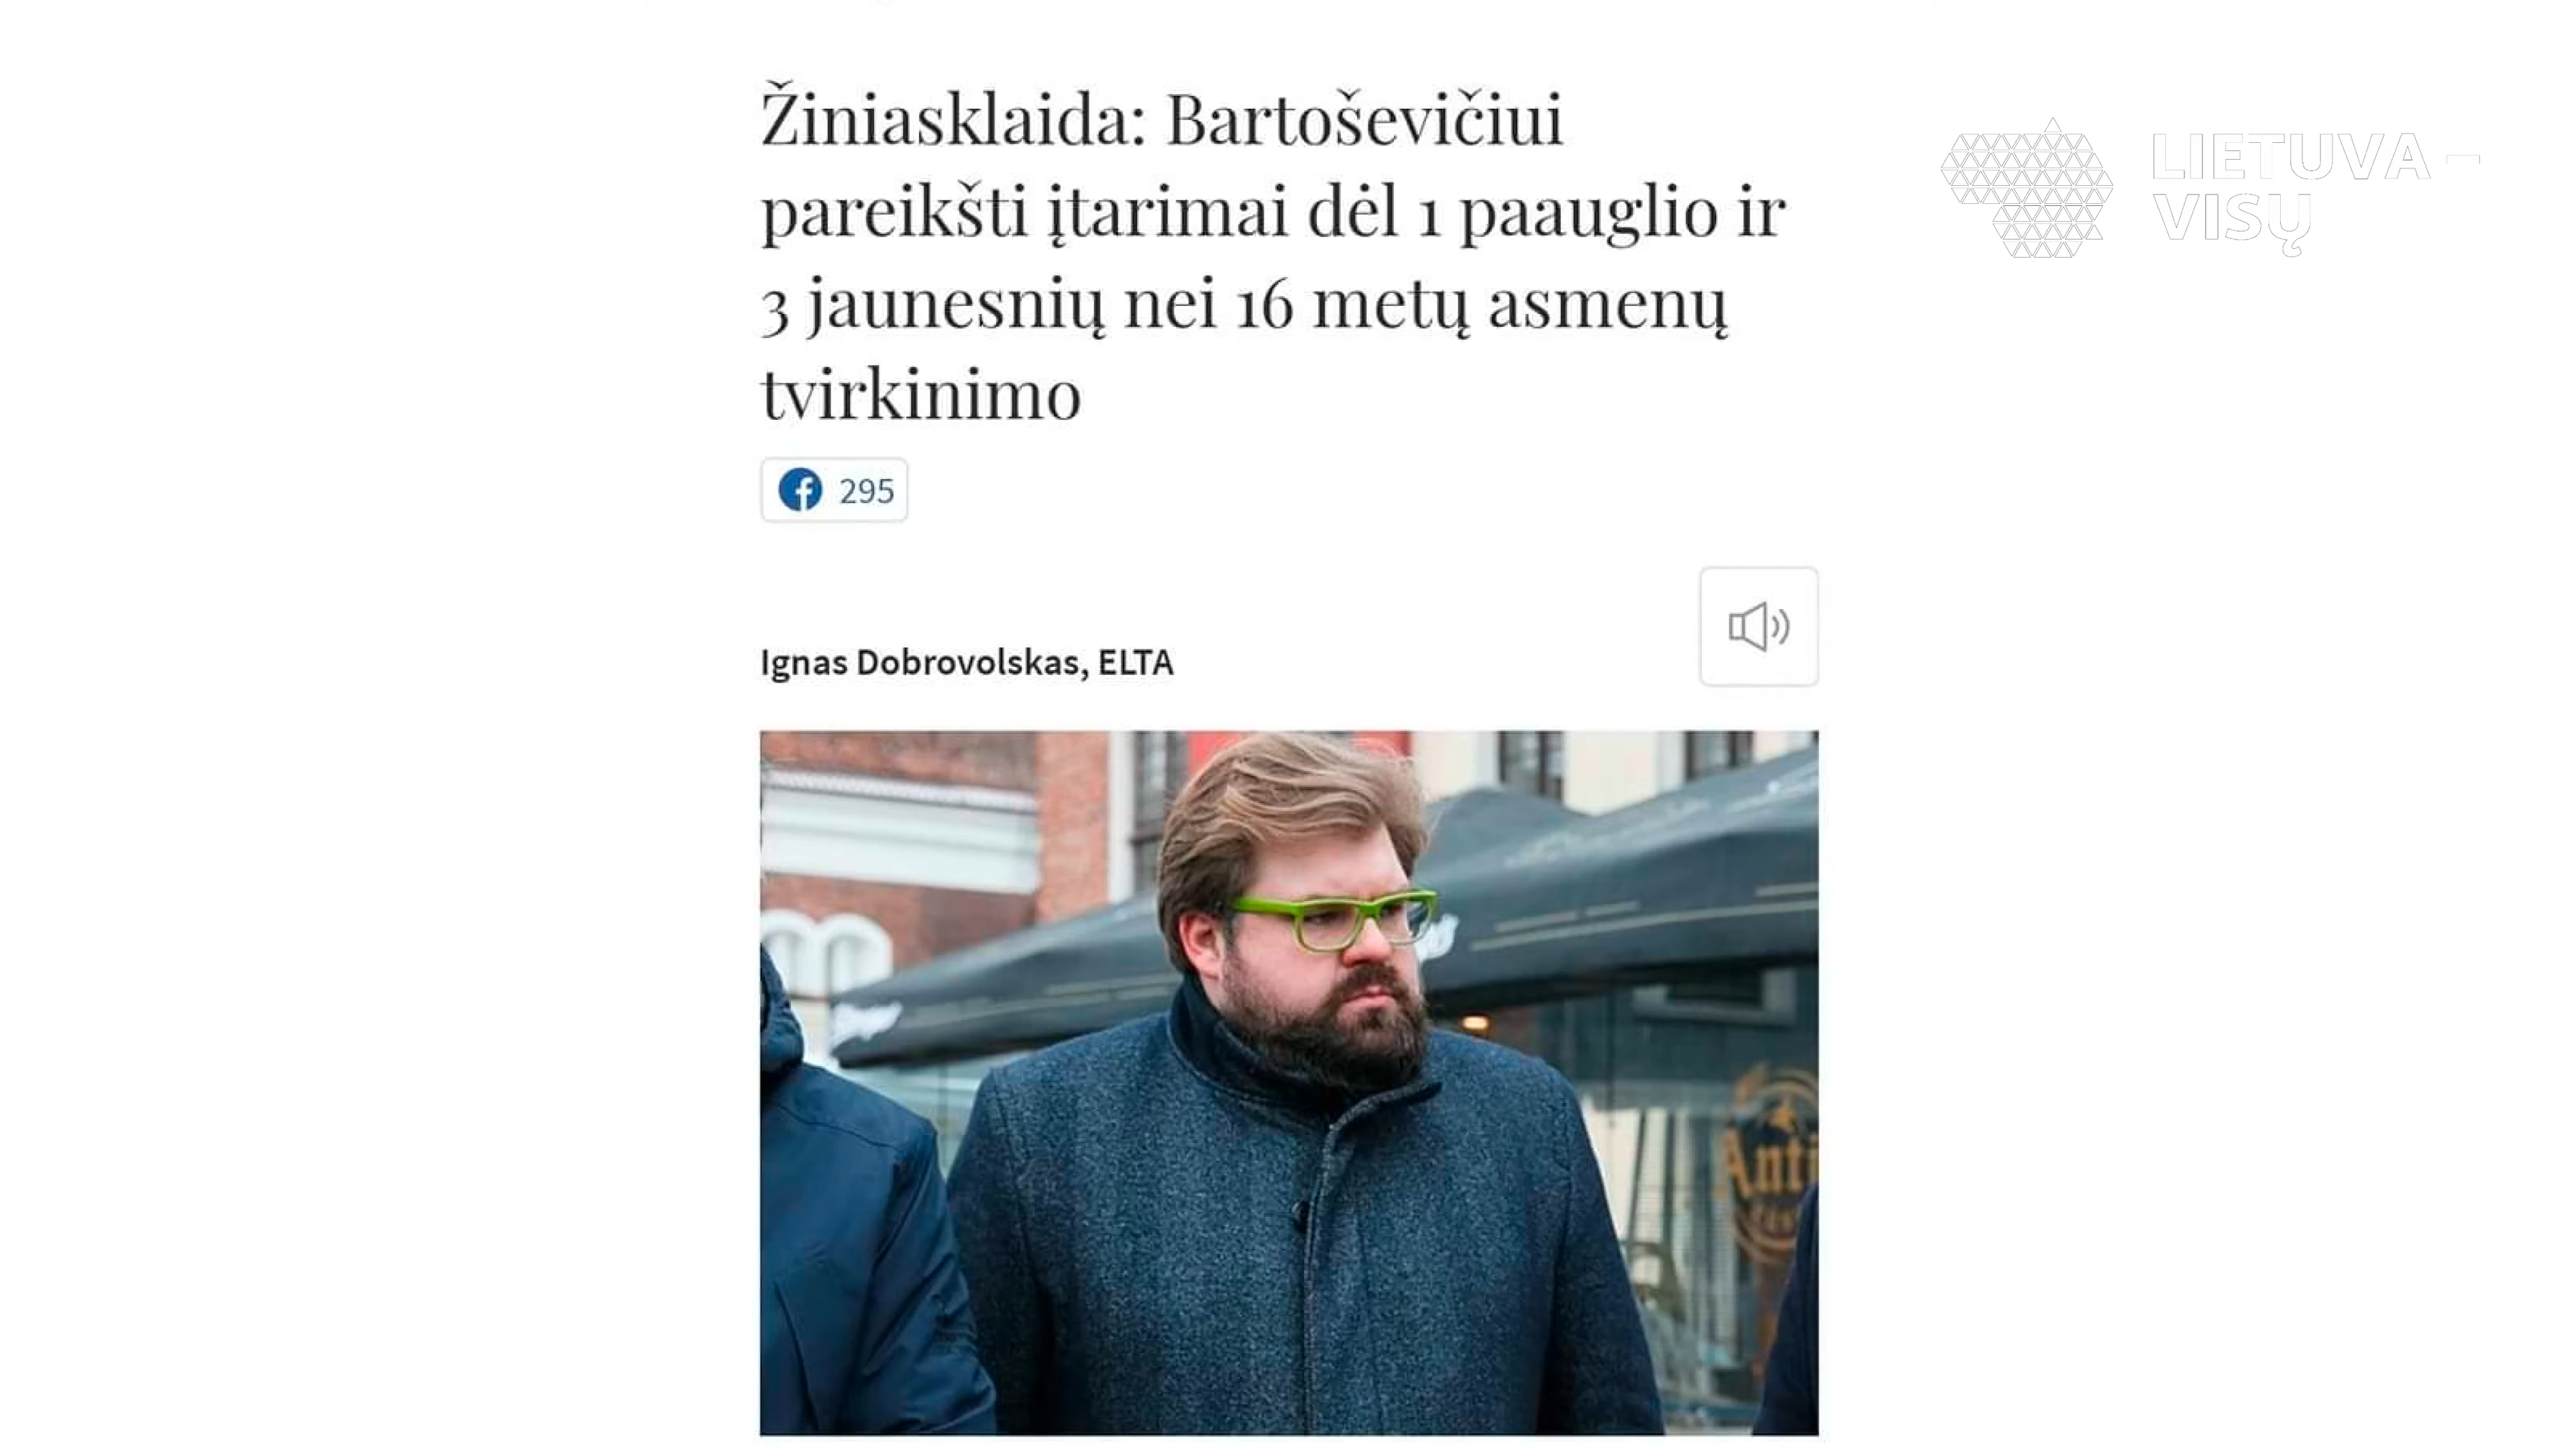 Žiniasklaida: Bartoševičiui
pareikšti įtarimai dėl 1 paauglio ir
3 jaunesnių nei 16 metų asmenų
tvirkinimo
LIETUVA –
VISŲ
295
Ignas Dobrovolskas, ELTA
Anti